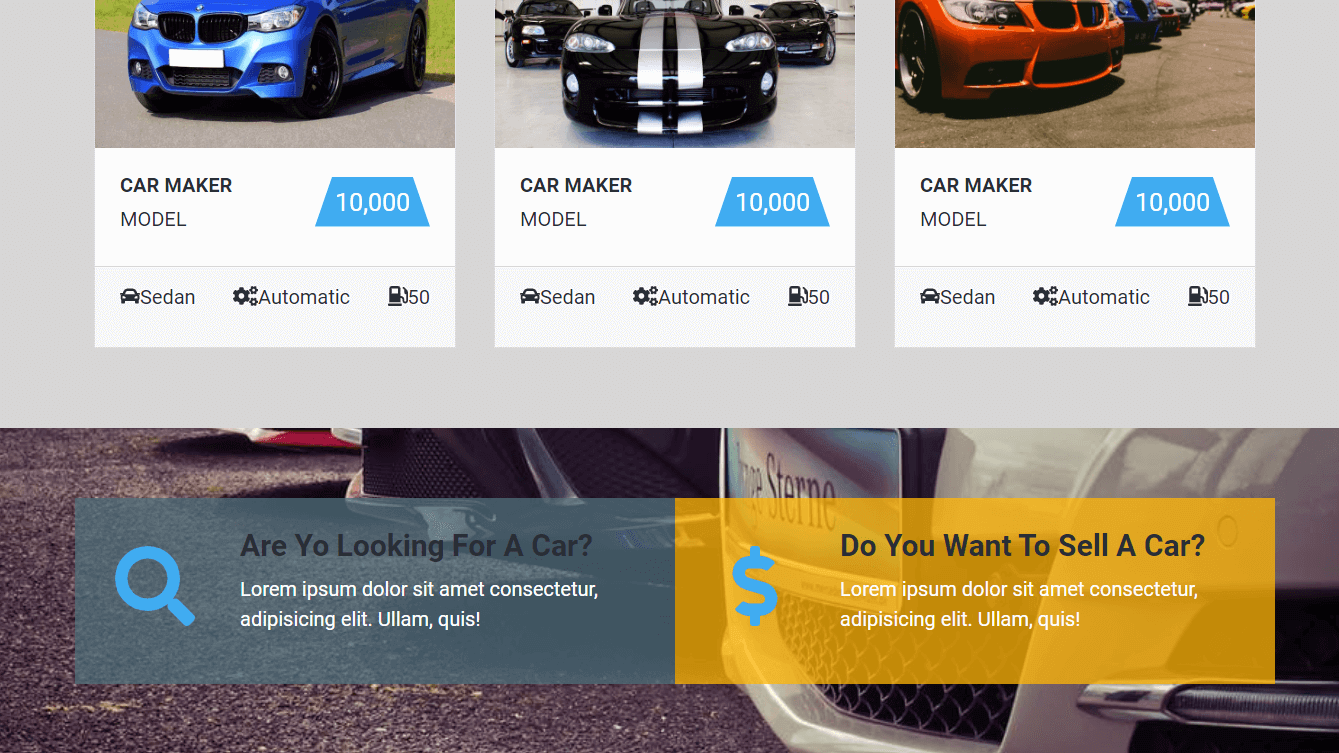 CAR MAKER
MODEL
10,000
CAR MAKER
MODEL
10,000
CAR MAKER
MODEL
10,000
Sedan Automatic 50
Sedan Automatic 50
Sedan Automatic 50
Sterne
Are Yo Looking For A Car?
Lorem ipsum dolor sit amet consectetur,
adipisicing elit. Ullam, quis!
Do You Want To Sell A Car?
Lorem ipsum dolor sit amet consectetur,
adipisicing elit. Ullam, quis!